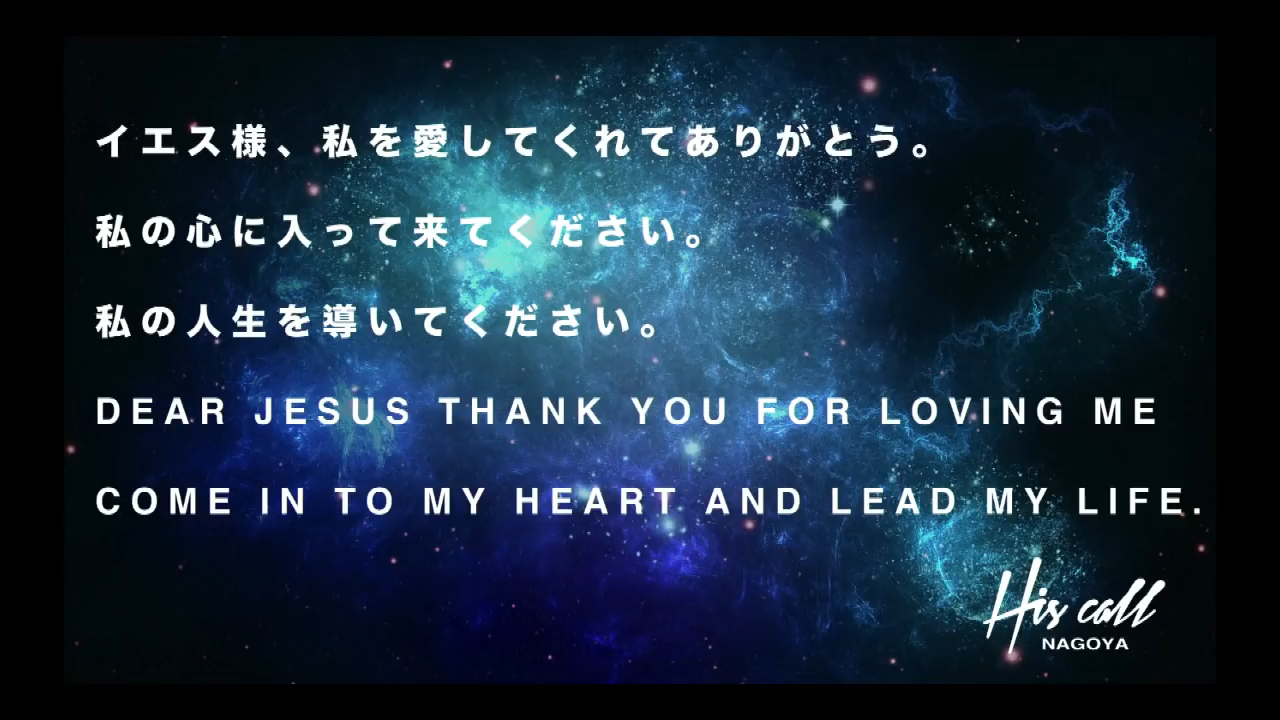 イエス様、私を愛してくれてありがとう。
私の心に入って来てください。
私の人生を導いてください。
DEAR JESUS THANK YOU FOR LOVING ME
COME IN TO MY HEART AND LEAD MY LIFE.
His call
NAGOYA